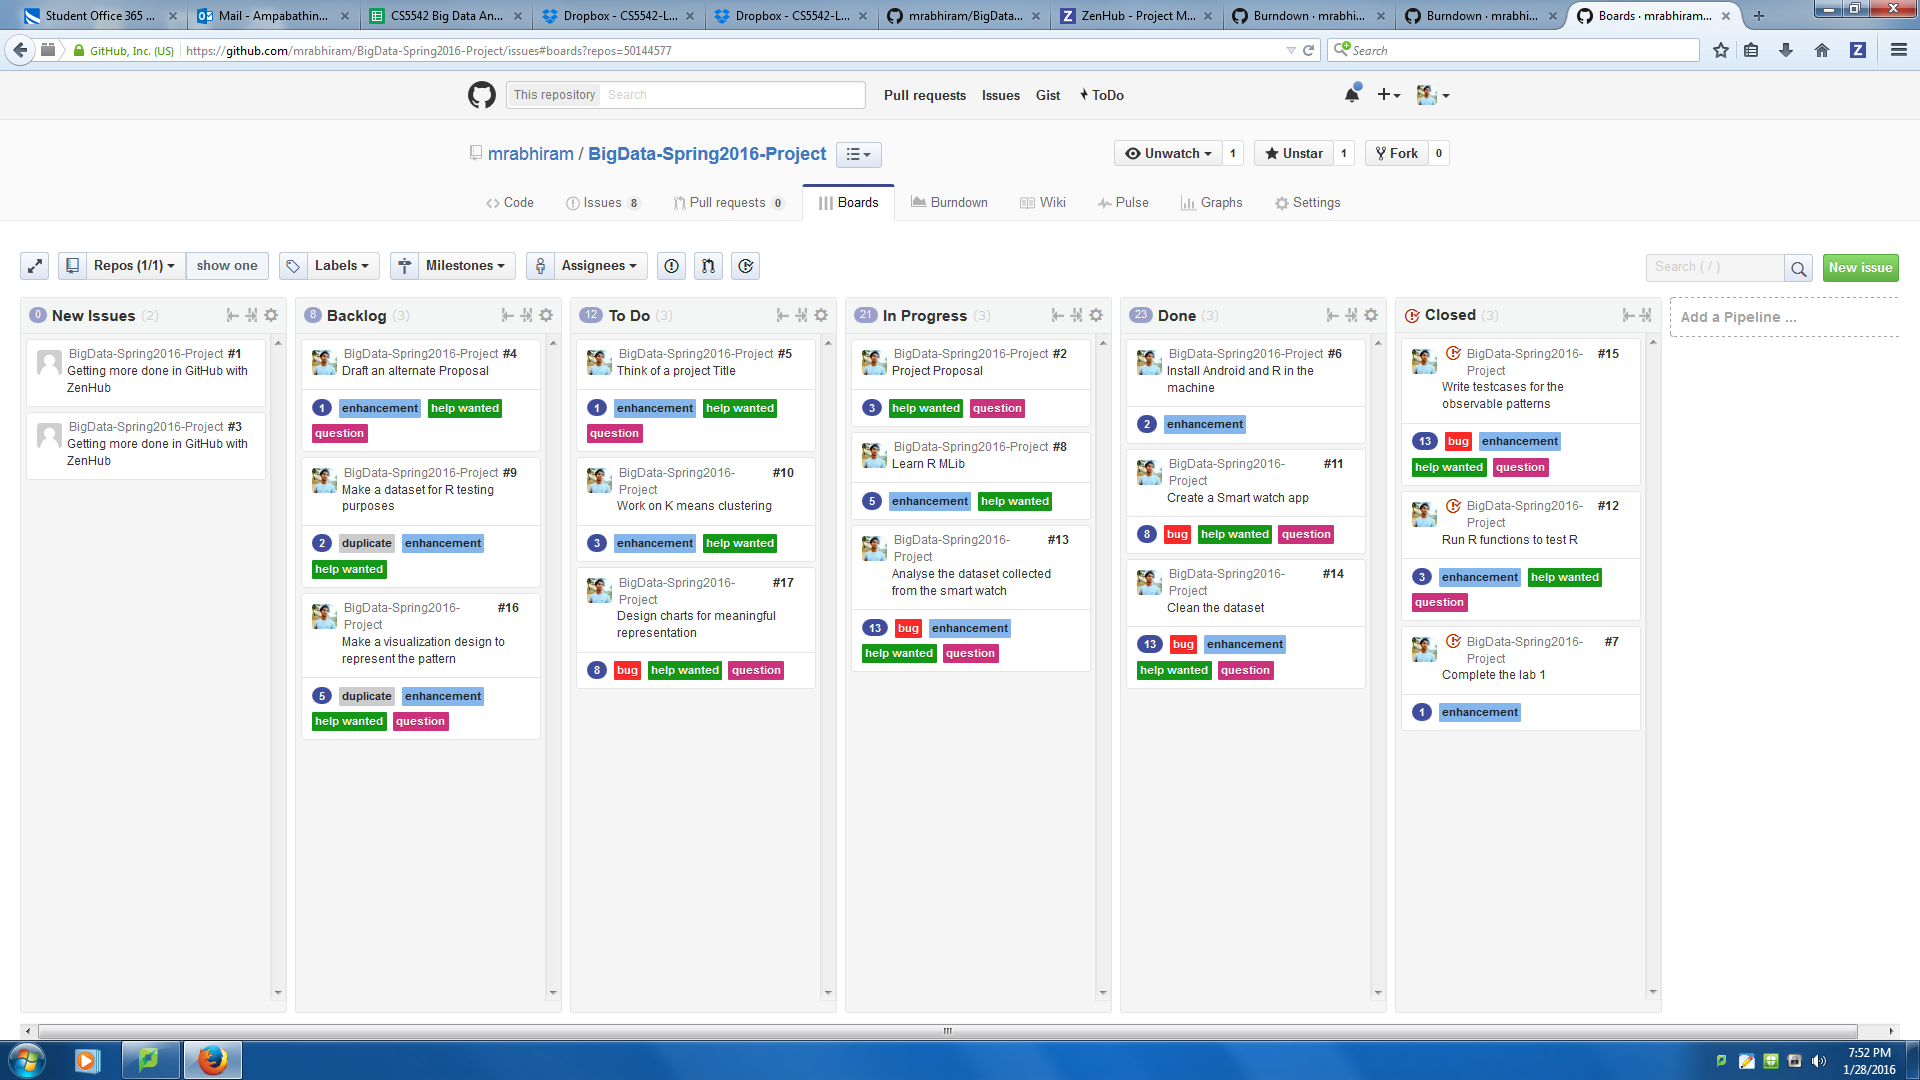 Student Office 365 ...
Mail - Ampabathin...
CS5542 Big Data An...
Dropbox - CS5542-L...
Dropbox - CS5542-L...
mrabhiram/BigData...
ZenHub - Project M...
Burndown · mrabhi...
Burndown · mrabhi...
Boards · mrabhiram...
GitHub, Inc. (US)
https://github.com/mrabhiram/BigData-Spring2016-Project/issues#boards?repos=50144577
Search
This repository Search
Pull requests Issues Gist ToDo
mrabhiram / BigData-Spring2016-Project
Unwatch 1 Unstar 1 Fork 0
Code Issues 8 Pull requests 0 Boards Burndown Wiki Pulse Graphs Settings
Repos (1/1) show one Labels Milestones Assignees
Search ( / ) New issue
0 New Issues (2)
BigData-Spring2016-Project #1
Getting more done in GitHub with
ZenHub
BigData-Spring2016-Project #3
Getting more done in GitHub with
ZenHub
8 Backlog (3)
BigData-Spring2016-Project #4
Draft an alternate Proposal
1 enhancement help wanted
question
BigData-Spring2016-Project #9
Make a dataset for R testing
purposes
2 duplicate enhancement
help wanted
BigData-Spring2016- #16
Project
Make a visualization design to
represent the pattern
5 duplicate enhancement
help wanted question
12 To Do (3)
BigData-Spring2016-Project #5
Think of a project Title
1 enhancement help wanted
question
BigData-Spring2016- #10
Project
Work on K means clustering
3 enhancement help wanted
BigData-Spring2016- #17
Project
Design charts for meaningful
representation
8 bug help wanted question
21 In Progress (3)
BigData-Spring2016-Project #2
Project Proposal
3 help wanted question
BigData-Spring2016-Project #8
Learn R MLib
5 enhancement help wanted
BigData-Spring2016- #13
Project
Analyse the dataset collected
from the smart watch
13 bug enhancement
help wanted question
23 Done (3)
BigData-Spring2016-Project #6
Install Android and R in the
machine
2 enhancement
BigData-Spring2016- #11
Project
Create a Smart watch app
8 bug help wanted question
BigData-Spring2016- #14
Project
Clean the dataset
13 bug enhancement
help wanted question
Closed (3)
BigData-Spring2016- #15
Project
Write testcases for the
observable patterns
13 bug enhancement
help wanted question
BigData-Spring2016- #12
Project
Run R functions to test R
3 enhancement help wanted
question
BigData-Spring2016- #7
Project
Complete the lab 1
1 enhancement
Add a Pipeline ...
7:52 PM
1/28/2016